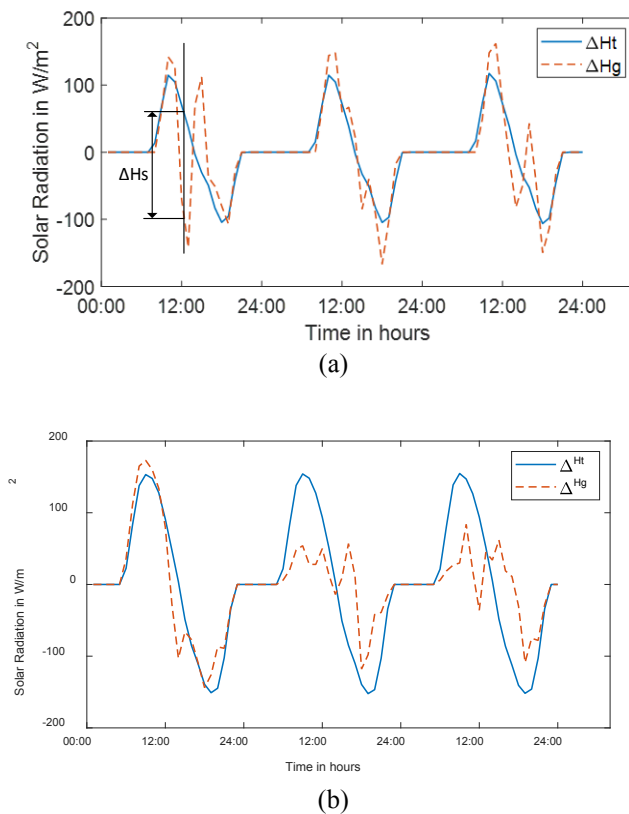 200
100
0
-100
-200
Solar Radiation in W/m²
ΔHt
ΔHg
ΔHs
00:00 12:00 24:00 12:00 24:00 12:00 24:00
Time in hours
(a)
200
100
0
-100
-200
Solar Radiation in W/m
2
Δ^Ht
Δ^Hg
00:00 12:00 24:00 12:00 24:00 12:00 24:00
Time in hours
(b)